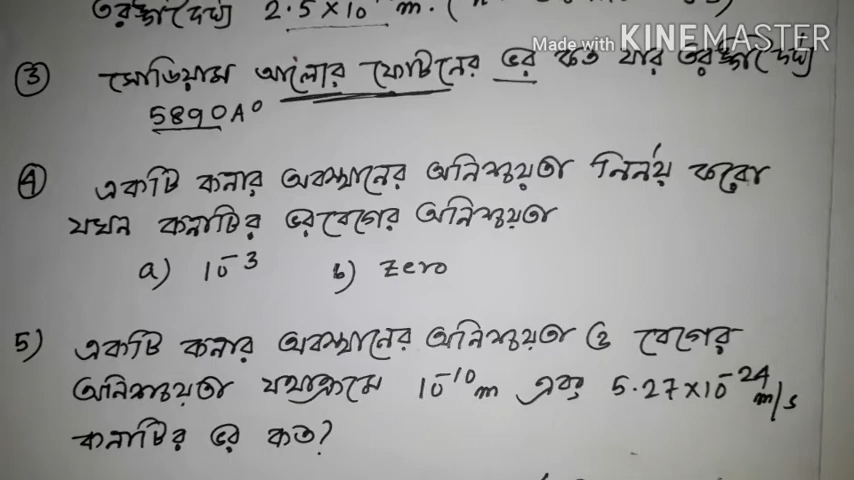 তরঙ্গদৈর্ঘ্য 2.5×10 m.
Made with KINEMASTER
③ সোডিয়াম আলোর ফোটনের ভর কত যার তরঙ্গদৈর্ঘ্য
5890A°
④ একটি কনার অবস্থানের অনিশ্চয়তা নির্নয় করো
যখন কনাটির ভরবেগের অনিশ্চয়তা
a) 10⁻³ b) zero
5) একটি কনার অবস্থানের অনিশ্চয়তা ও বেগের
অনিশ্চয়তা যথাক্রমে 10⁻¹⁰m এবং 5.27×10⁻²⁴ m/s
কনাটির ভর কত?